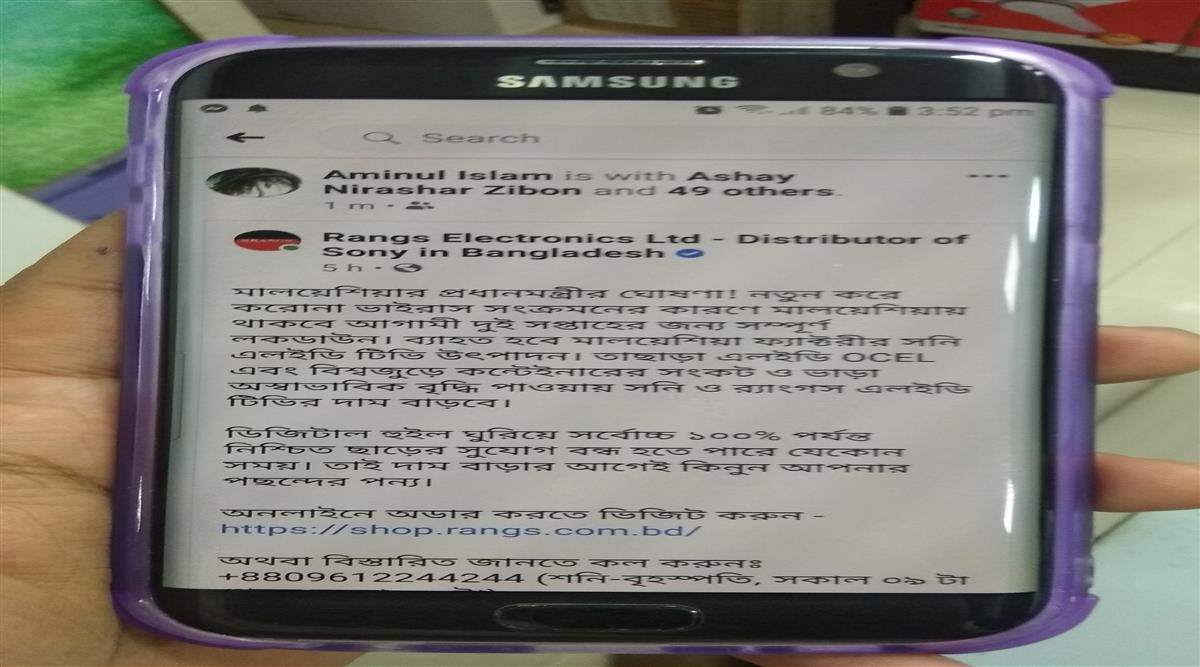 SAMSUNG
84% 3:52 pm
Search
Aminul Islam is with Ashay
Nirashar Zibon and 49 others.
1 m
Rangs Electronics Ltd - Distributor of
Sony in Bangladesh
5 h
মালয়েশিয়ার প্রধানমন্ত্রীর ঘোষণা! নতুন করে
করোনা ভাইরাস সংক্রমনের কারণে মালয়েশিয়ায়
থাকবে আগামী দুই সপ্তাহের জন্য সম্পূর্ণ
লকডাউন। ব্যাহত হবে মালয়েশিয়া ফ্যাক্টরীর সনি
এলইডি টিভি উৎপাদন। তাছাড়া এলইডি OCEL
এবং বিশ্বজুড়ে কন্টেইনারের সংকট ও ভাড়া
অস্বাভাবিক বৃদ্ধি পাওয়ায় সনি ও র‍্যাংগস এলইডি
টিভির দাম বাড়বে।
ডিজিটাল হুইল ঘুরিয়ে সর্বোচ্চ ১০০% পর্যন্ত
নিশ্চিত ছাড়ের সুযোগ বন্ধ হতে পারে যেকোন
সময়। তাই দাম বাড়ার আগেই কিনুন আপনার
পছন্দের পন্য।
অনলাইনে অডার করতে ভিজিট করুন -
https://shop.rangs.com.bd/
অথবা বিস্তারিত জানতে কল করুনঃ
+8809612244244 (শনি-বৃহস্পতি, সকাল ০৯ টা